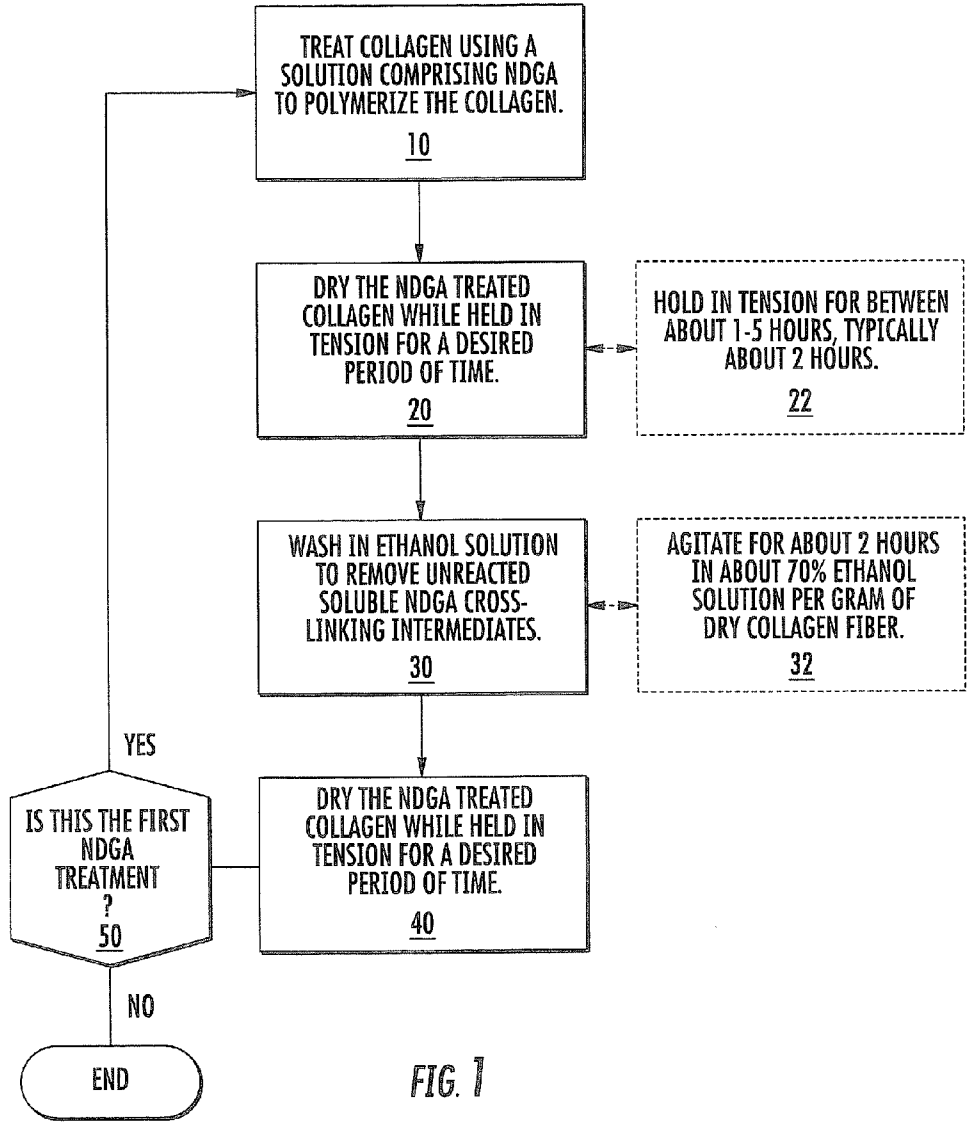 TREAT COLLAGEN USING A
SOLUTION COMPRISING NDGA
TO POLYMERIZE THE COLLAGEN.
10
DRY THE NDGA TREATED
COLLAGEN WHILE HELD IN
TENSION FOR A DESIRED
PERIOD OF TIME.
20
HOLD IN TENSION FOR BETWEEN
ABOUT 1-5 HOURS, TYPICALLY
ABOUT 2 HOURS.
22
WASH IN ETHANOL SOLUTION
TO REMOVE UNREACTED
SOLUBLE NDGA CROSS-
LINKING INTERMEDIATES.
30
AGITATE FOR ABOUT 2 HOURS
IN ABOUT 70% ETHANOL
SOLUTION PER GRAM OF
DRY COLLAGEN FIBER.
32
DRY THE NDGA TREATED
COLLAGEN WHILE HELD IN
TENSION FOR A DESIRED
PERIOD OF TIME.
40
YES
IS THIS THE FIRST
NDGA
TREATMENT
?
50
NO
END
FIG. 1